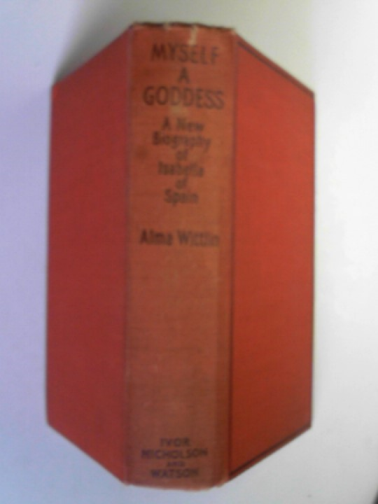 MYSELF
A
GODDESS
A New
Biography
of
Isabella
of
Spain
Alma Wittlin
IVOR
NICHOLSON
AND
WATSON